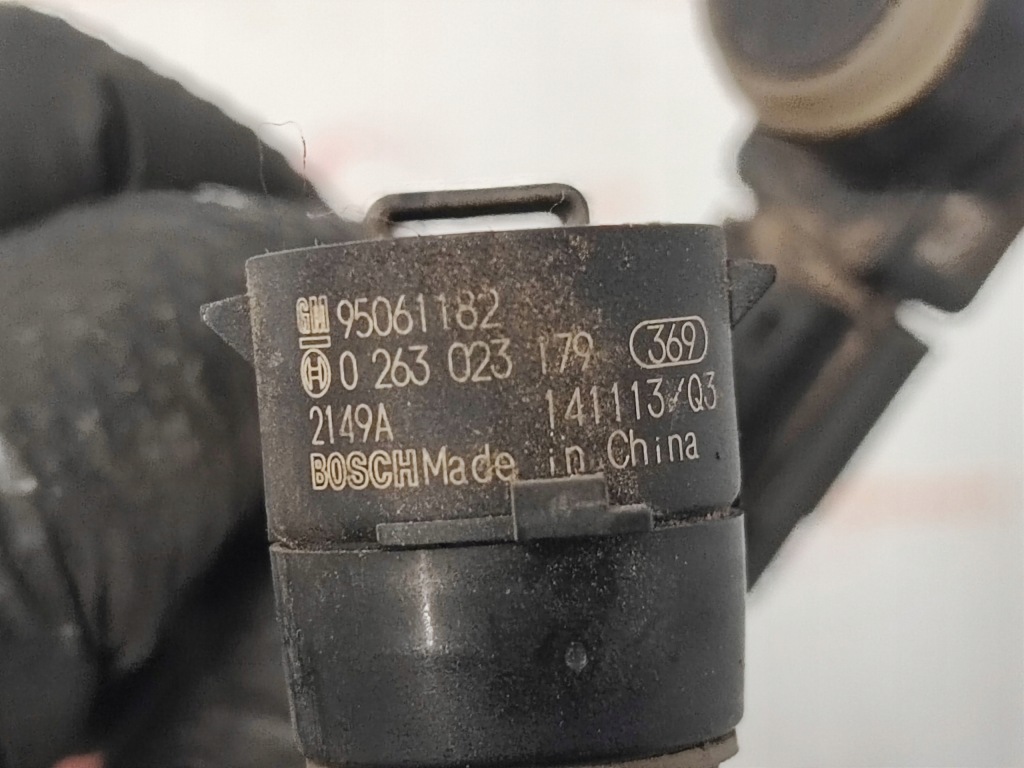 GM 95061182
H 0 263 023 179 369
2149A 141113/Q3
BOSCH Made in China